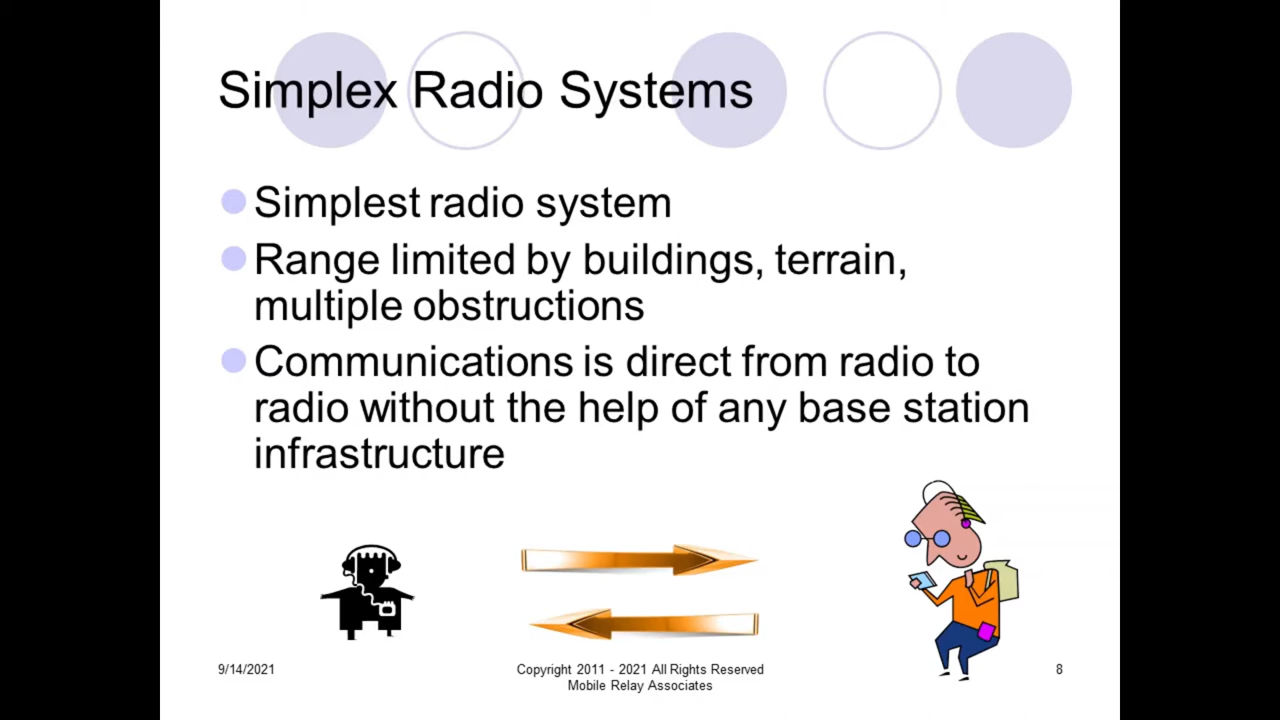 Simplex Radio Systems
Simplest radio system
Range limited by buildings, terrain,
multiple obstructions
Communications is direct from radio to
radio without the help of any base station
infrastructure
9/14/2021
Copyright 2011 - 2021 All Rights Reserved
Mobile Relay Associates
8